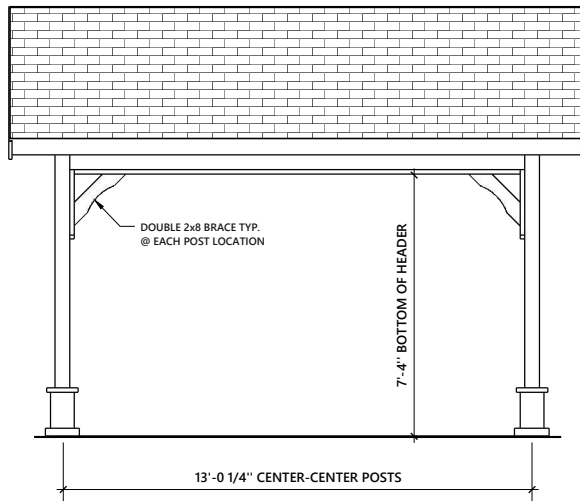 DOUBLE 2x8 BRACE TYP.
@ EACH POST LOCATION
7'-4" BOTTOM OF HEADER
13'-0 1/4" CENTER-CENTER POSTS